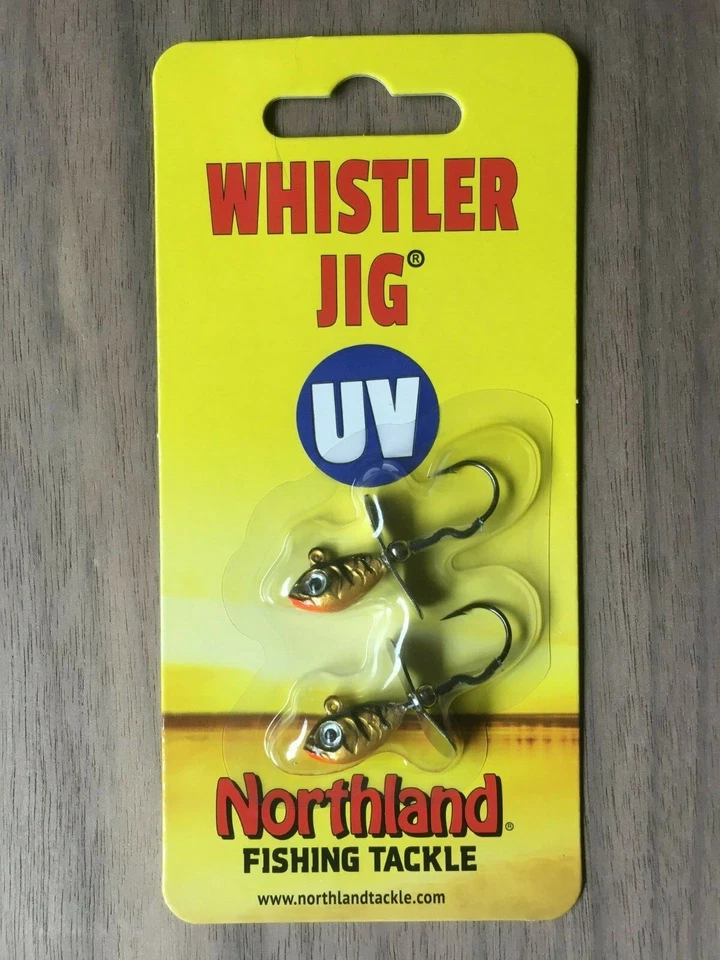 WHISTLER
JIG®
UV
Northland®
FISHING TACKLE
www.northlandtackle.com